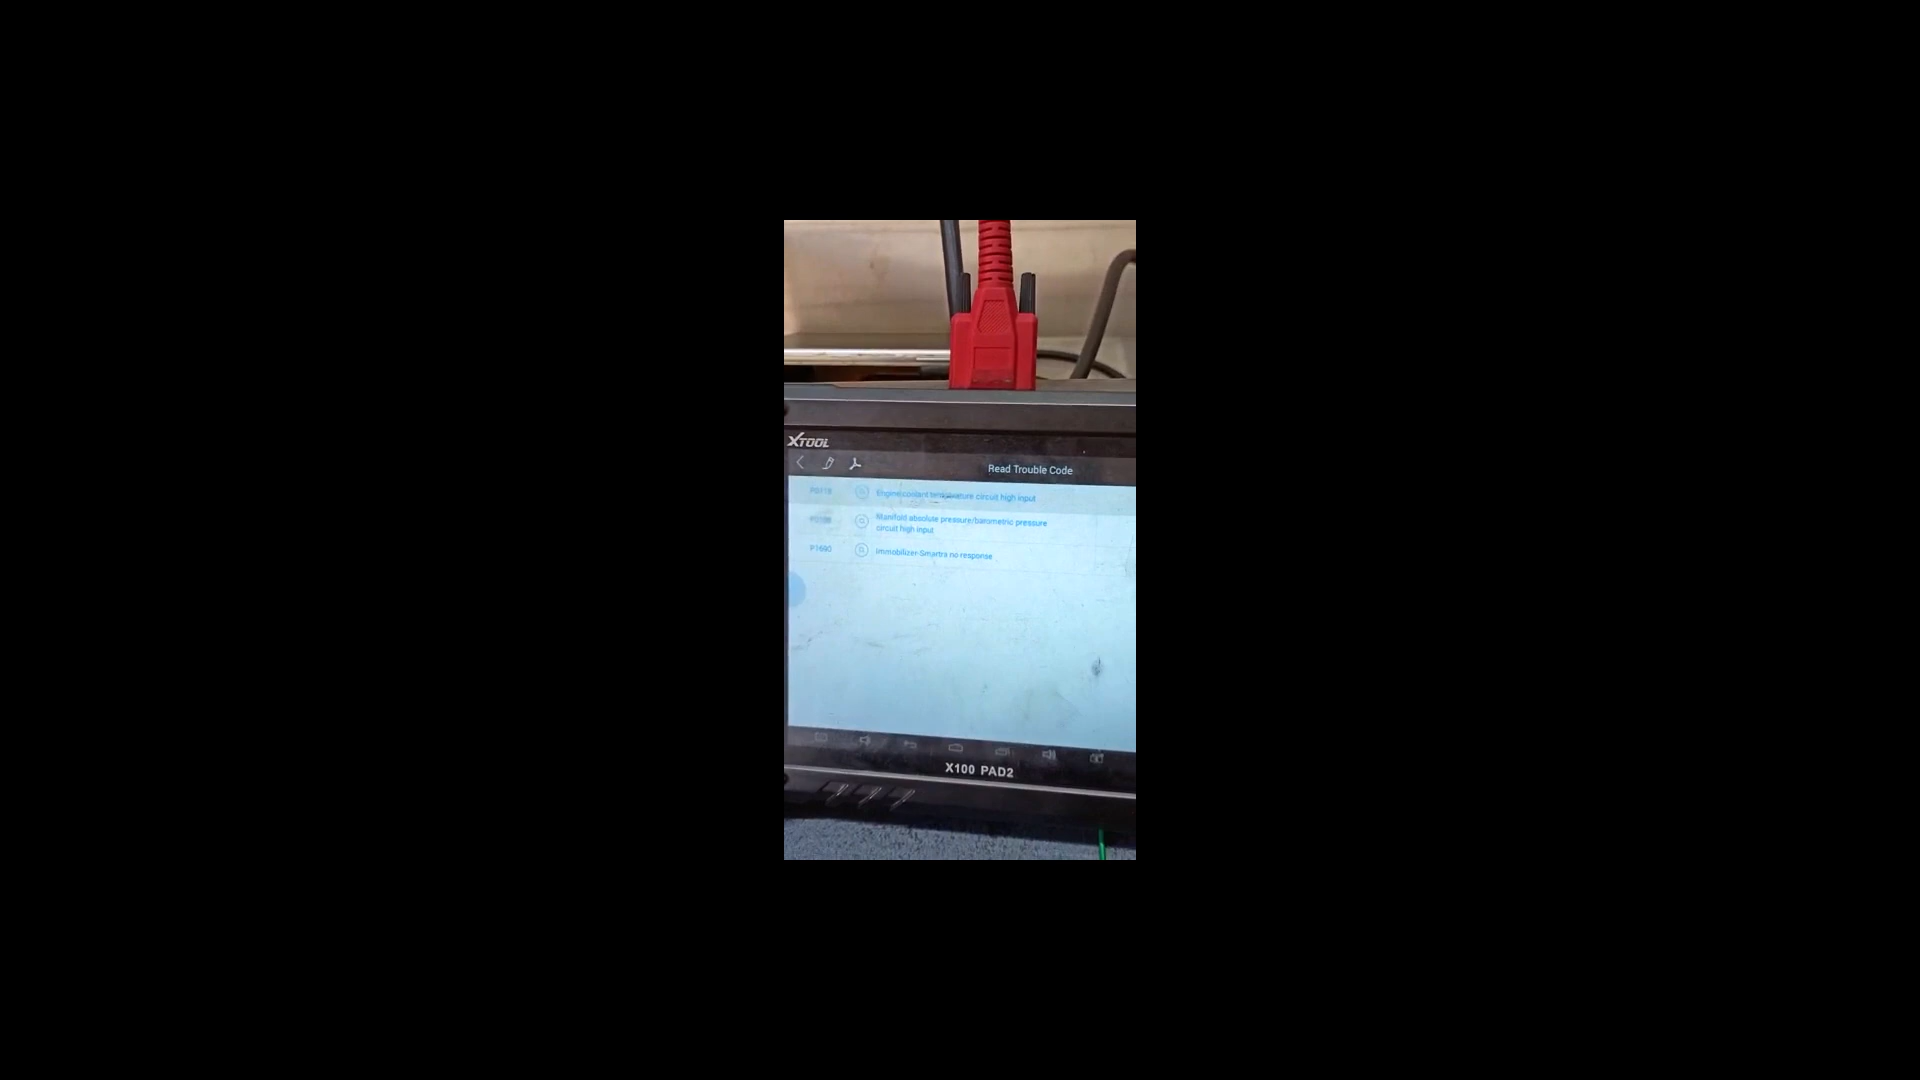 XTOOL
Read Trouble Code
Engine coolant temperature circuit high input
Manifold absolute pressure/barometric pressure
circuit high input
P1690 Immobilizer-Smartra no response
X100 PAD2